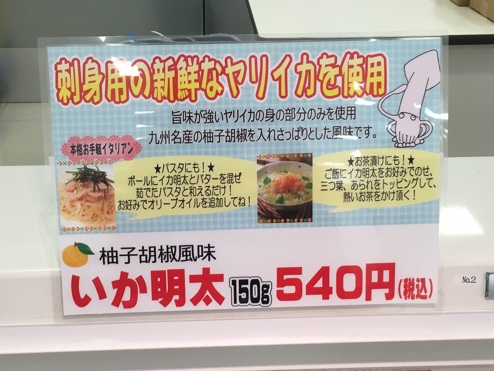 刺身用の新鮮なヤリイカを使用
旨味が強いヤリイカの身の部分のみを使用
九州名産の柚子胡椒を入れさっぱりとした風味です。
本格お手軽イタリアン
★パスタにも！★
ボールにイカ明太とバターを混ぜ
茹でたパスタと和えるだけ！
お好みでオリーブオイルを追加してね！
★お茶漬けにも！★
ご飯にイカ明太をお好みでのせ、
三つ葉、あられをトッピングして、
熱いお茶をかけ頂く！
柚子胡椒風味
いか明太 150g 540円(税込)
No.2